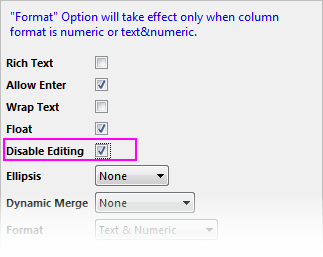 "Format" Option will take effect only when column
format is numeric or text&numeric.
Rich Text
Allow Enter
Wrap Text
Float
Disable Editing
Ellipsis None
Dynamic Merge None
Format Text & Numeric